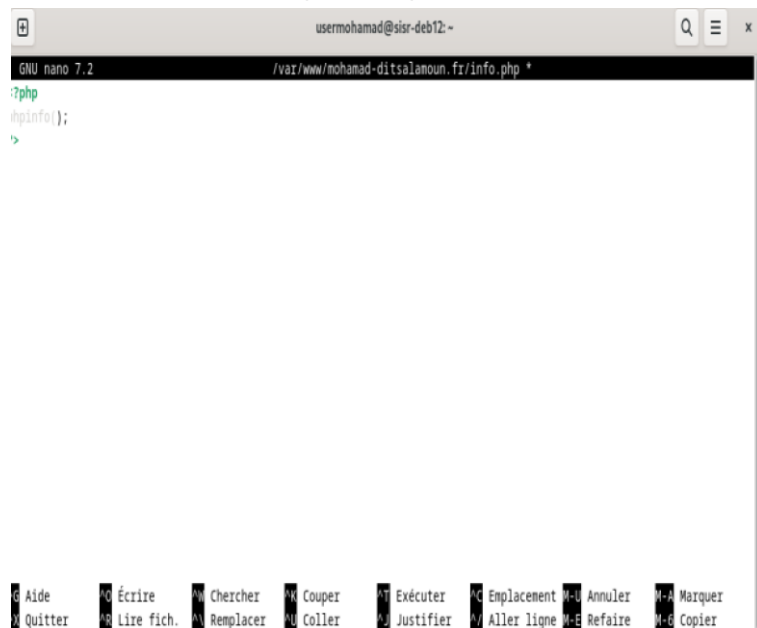 usermohamad@sisr-deb12: ~
GNU nano 7.2 /var/www/mohamad-ditsalamoun.fr/info.php *
?php
hpinfo();
>
G Aide ^O Écrire ^W Chercher ^K Couper ^T Exécuter ^C Emplacement M-U Annuler M-A Marquer
X Quitter ^R Lire fich. ^\ Remplacer ^U Coller ^J Justifier ^/ Aller ligne M-E Refaire M-6 Copier